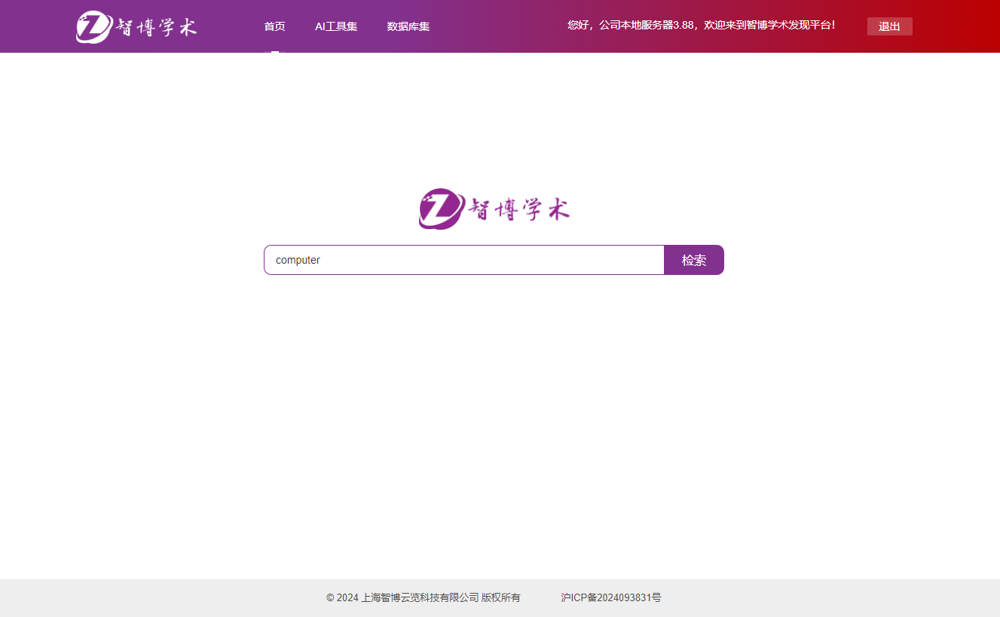 智博学术
首页 AI工具集 数据库集 您好，公司本地服务器3.88，欢迎来到智博学术发现平台！ 退出
智博学术
computer 检索
© 2024 上海智博云览科技有限公司 版权所有 沪ICP备2024093831号